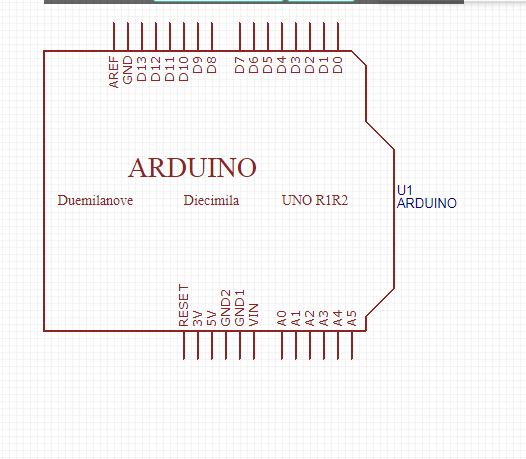 AREF
GND
D13
D12
D11
D10
D9
D8
D7
D6
D5
D4
D3
D2
D1
D0
ARDUINO
Duemilanove Diecimila UNO R1R2
U1
ARDUINO
RESET
3V
5V
GND2
GND1
VIN
A0
A1
A2
A3
A4
A5